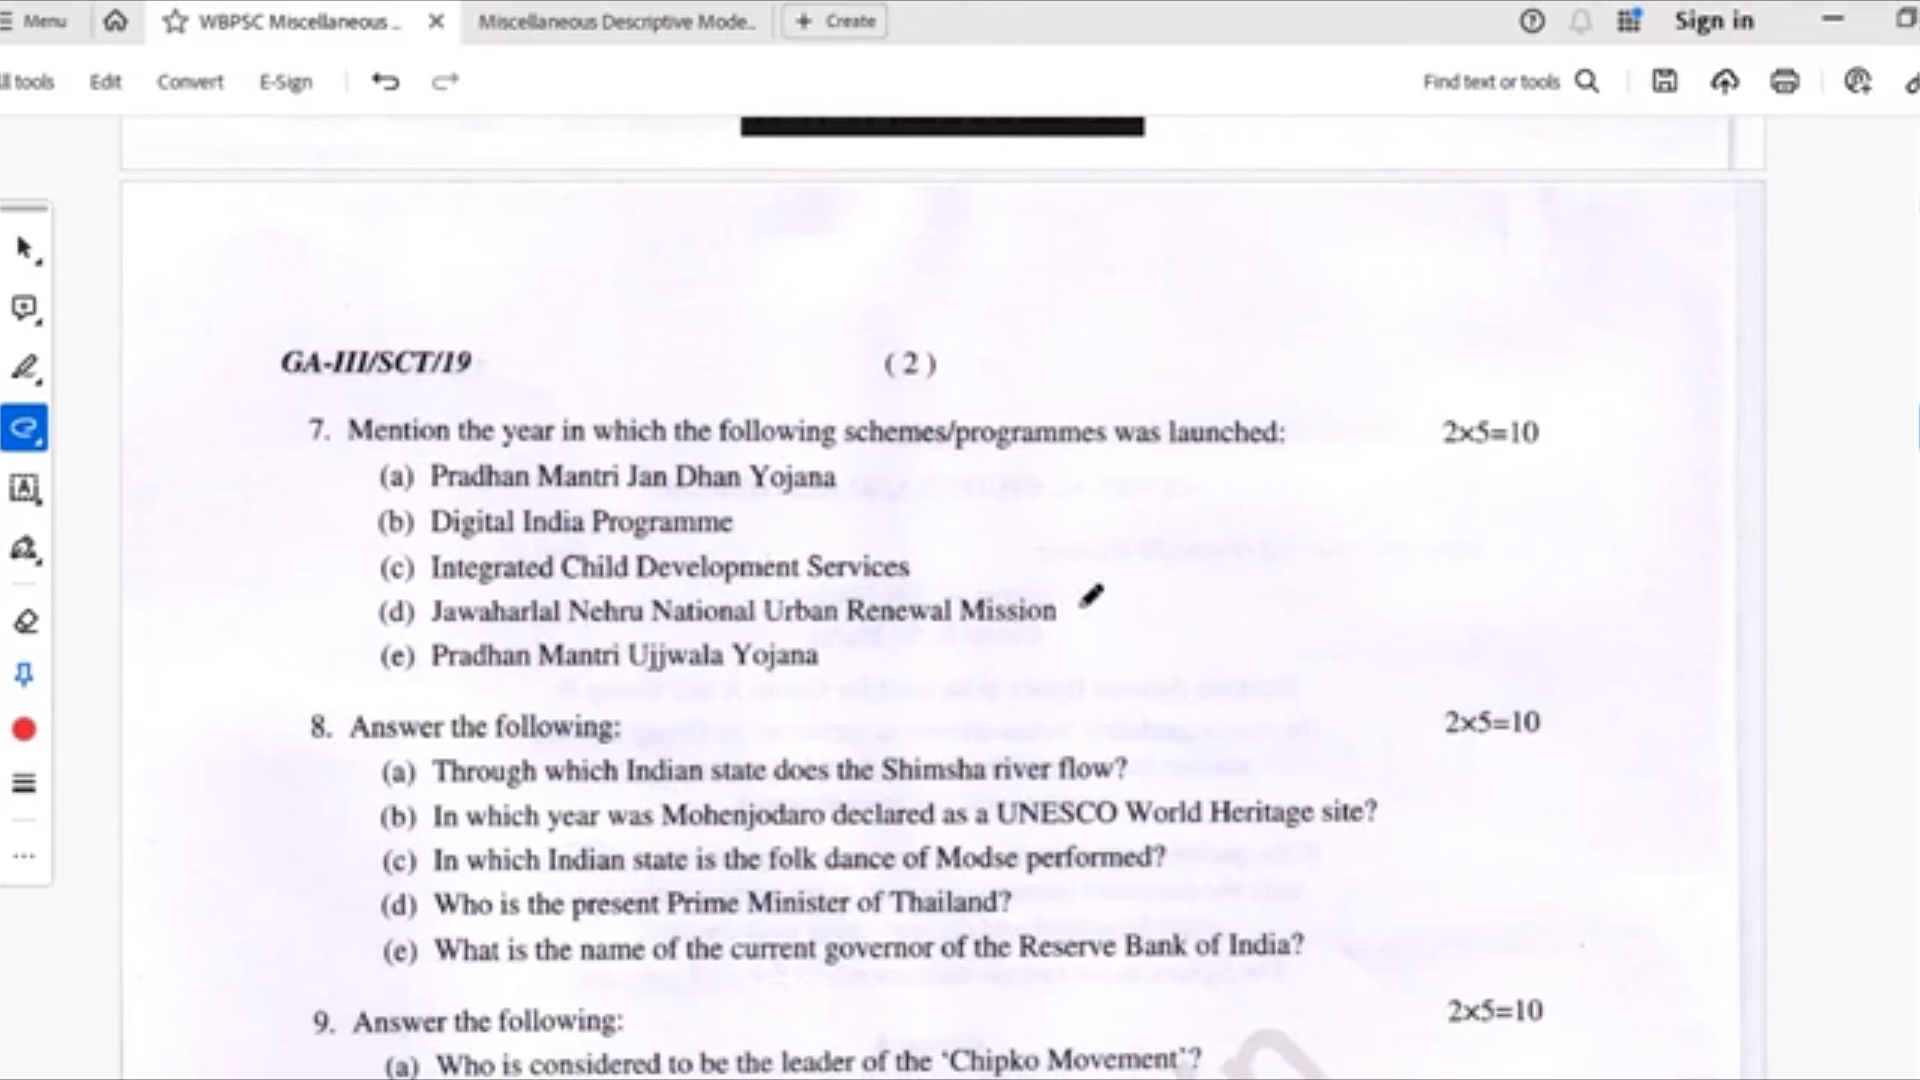 Menu
WBPSC Miscellaneous ..
Miscellaneous Descriptive Mode..
+ Create
Sign in
ll tools
Edit
Convert
E-Sign
Find text or tools
GA-III/SCT/19
( 2 )
7. Mention the year in which the following schemes/programmes was launched: 2×5=10
(a) Pradhan Mantri Jan Dhan Yojana
(b) Digital India Programme
(c) Integrated Child Development Services
(d) Jawaharlal Nehru National Urban Renewal Mission
(e) Pradhan Mantri Ujjwala Yojana
8. Answer the following: 2×5=10
(a) Through which Indian state does the Shimsha river flow?
(b) In which year was Mohenjodaro declared as a UNESCO World Heritage site?
(c) In which Indian state is the folk dance of Modse performed?
(d) Who is the present Prime Minister of Thailand?
(e) What is the name of the current governor of the Reserve Bank of India?
9. Answer the following: 2×5=10
(a) Who is considered to be the leader of the ‘Chipko Movement’?